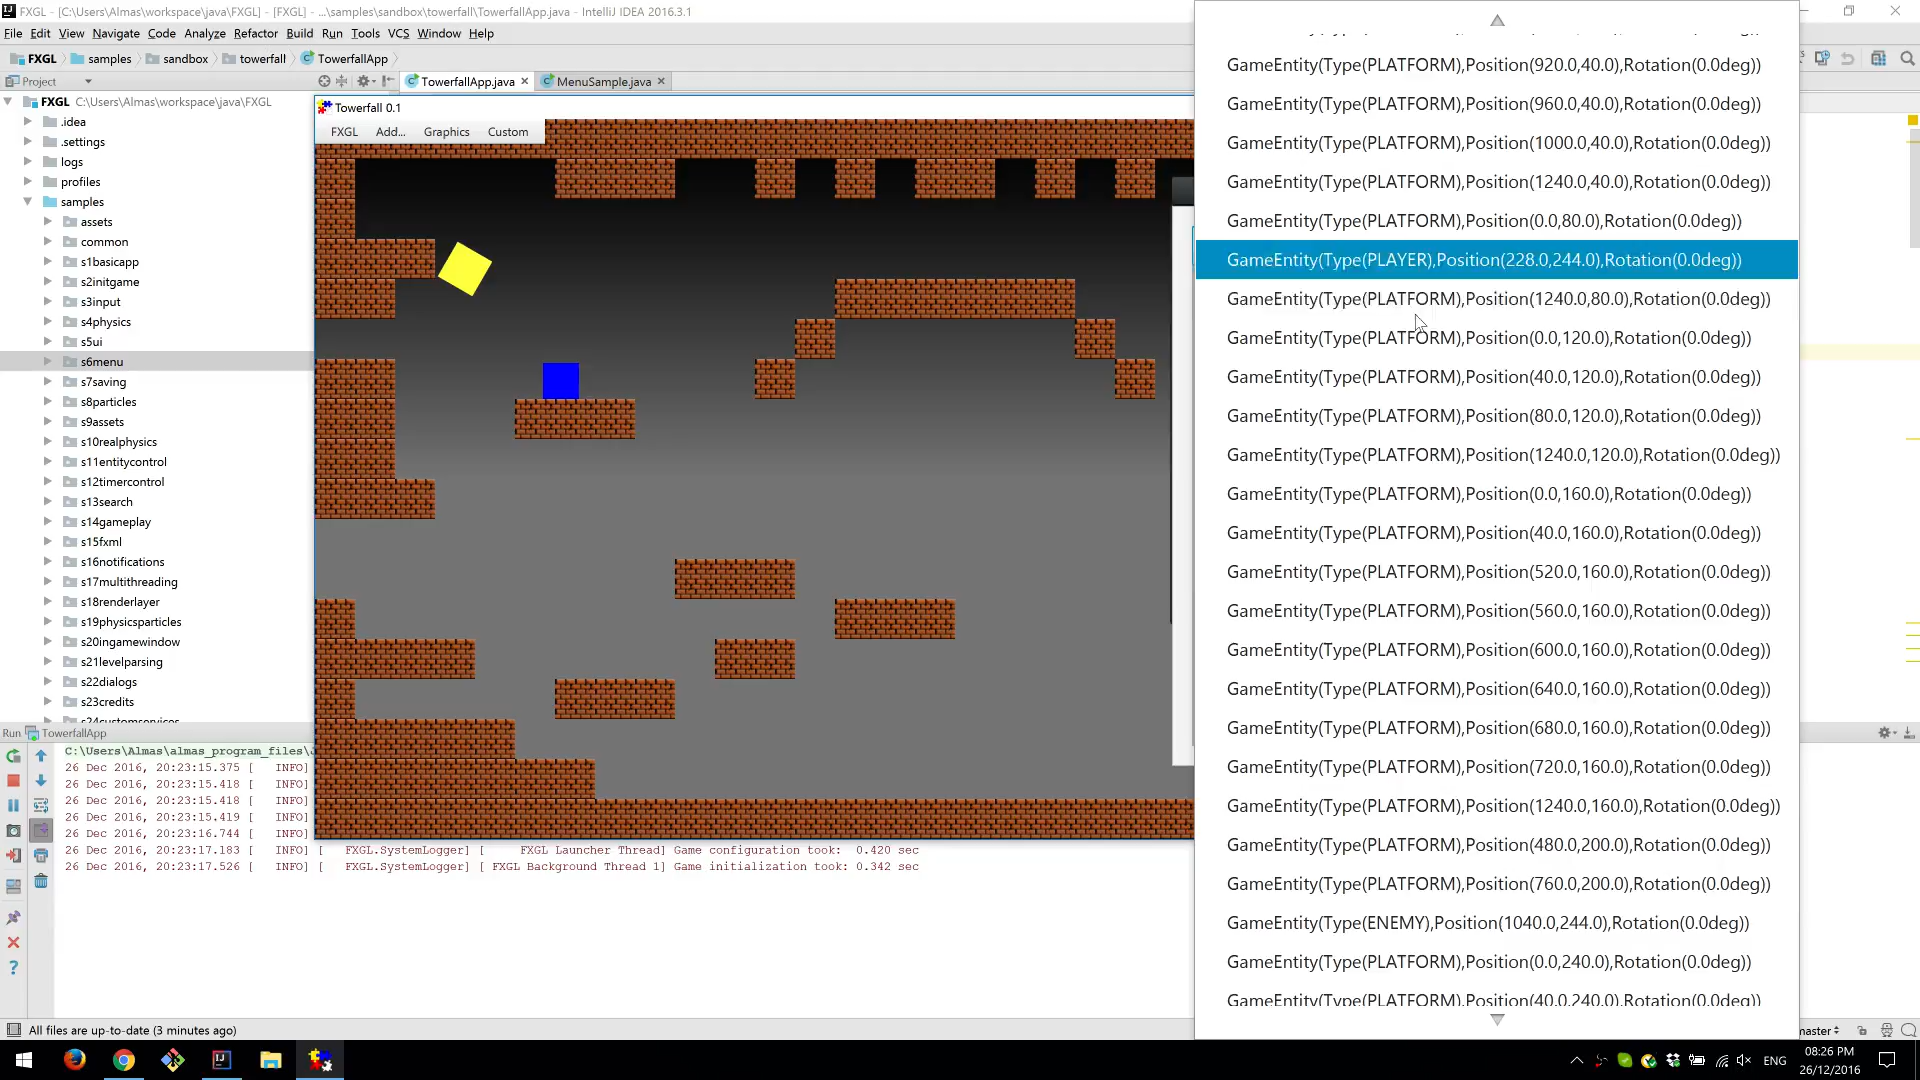 FXGL - [C:\Users\Almas\workspace\java\FXGL] - [FXGL] - ...\samples\sandbox\towerfall\TowerfallApp.java - IntelliJ IDEA 2016.3.1
File Edit View Navigate Code Analyze Refactor Build Run Tools VCS Window Help
FXGL samples sandbox towerfall TowerfallApp
Project
TowerfallApp.java
MenuSample.java
FXGL C:\Users\Almas\workspace\java\FXGL
.idea
.settings
logs
profiles
samples
assets
common
s1basicapp
s2initgame
s3input
s4physics
s5ui
s6menu
s7saving
s8particles
s9assets
s10realphysics
s11entitycontrol
s12timercontrol
s13search
s14gameplay
s15fxml
s16notifications
s17multithreading
s18renderlayer
s19physicsparticles
s20ingamewindow
s21levelparsing
s22dialogs
s23credits
s24customservices
Towerfall 0.1
FXGL Add... Graphics Custom
GameEntity(Type(PLATFORM),Position(920.0,40.0),Rotation(0.0deg))
GameEntity(Type(PLATFORM),Position(960.0,40.0),Rotation(0.0deg))
GameEntity(Type(PLATFORM),Position(1000.0,40.0),Rotation(0.0deg))
GameEntity(Type(PLATFORM),Position(1240.0,40.0),Rotation(0.0deg))
GameEntity(Type(PLATFORM),Position(0.0,80.0),Rotation(0.0deg))
GameEntity(Type(PLAYER),Position(228.0,244.0),Rotation(0.0deg))
GameEntity(Type(PLATFORM),Position(1240.0,80.0),Rotation(0.0deg))
GameEntity(Type(PLATFORM),Position(0.0,120.0),Rotation(0.0deg))
GameEntity(Type(PLATFORM),Position(40.0,120.0),Rotation(0.0deg))
GameEntity(Type(PLATFORM),Position(80.0,120.0),Rotation(0.0deg))
GameEntity(Type(PLATFORM),Position(1240.0,120.0),Rotation(0.0deg))
GameEntity(Type(PLATFORM),Position(0.0,160.0),Rotation(0.0deg))
GameEntity(Type(PLATFORM),Position(40.0,160.0),Rotation(0.0deg))
GameEntity(Type(PLATFORM),Position(520.0,160.0),Rotation(0.0deg))
GameEntity(Type(PLATFORM),Position(560.0,160.0),Rotation(0.0deg))
GameEntity(Type(PLATFORM),Position(600.0,160.0),Rotation(0.0deg))
GameEntity(Type(PLATFORM),Position(640.0,160.0),Rotation(0.0deg))
GameEntity(Type(PLATFORM),Position(680.0,160.0),Rotation(0.0deg))
GameEntity(Type(PLATFORM),Position(720.0,160.0),Rotation(0.0deg))
GameEntity(Type(PLATFORM),Position(1240.0,160.0),Rotation(0.0deg))
GameEntity(Type(PLATFORM),Position(480.0,200.0),Rotation(0.0deg))
GameEntity(Type(PLATFORM),Position(760.0,200.0),Rotation(0.0deg))
GameEntity(Type(ENEMY),Position(1040.0,244.0),Rotation(0.0deg))
GameEntity(Type(PLATFORM),Position(0.0,240.0),Rotation(0.0deg))
GameEntity(Type(PLATFORM),Position(40.0,240.0),Rotation(0.0deg))
Run TowerfallApp
C:\Users\Almas\almas_program_files\
26 Dec 2016, 20:23:15.375 [ INFO]
26 Dec 2016, 20:23:15.418 [ INFO]
26 Dec 2016, 20:23:15.418 [ INFO]
26 Dec 2016, 20:23:15.419 [ INFO]
26 Dec 2016, 20:23:16.744 [ INFO]
26 Dec 2016, 20:23:17.183 [ INFO] [ FXGL.SystemLogger] [ FXGL Launcher Thread] Game configuration took: 0.420 sec
26 Dec 2016, 20:23:17.526 [ INFO] [ FXGL.SystemLogger] [ FXGL Background Thread 1] Game initialization took: 0.342 sec
All files are up-to-date (3 minutes ago)
master
ENG
08:26 PM
26/12/2016